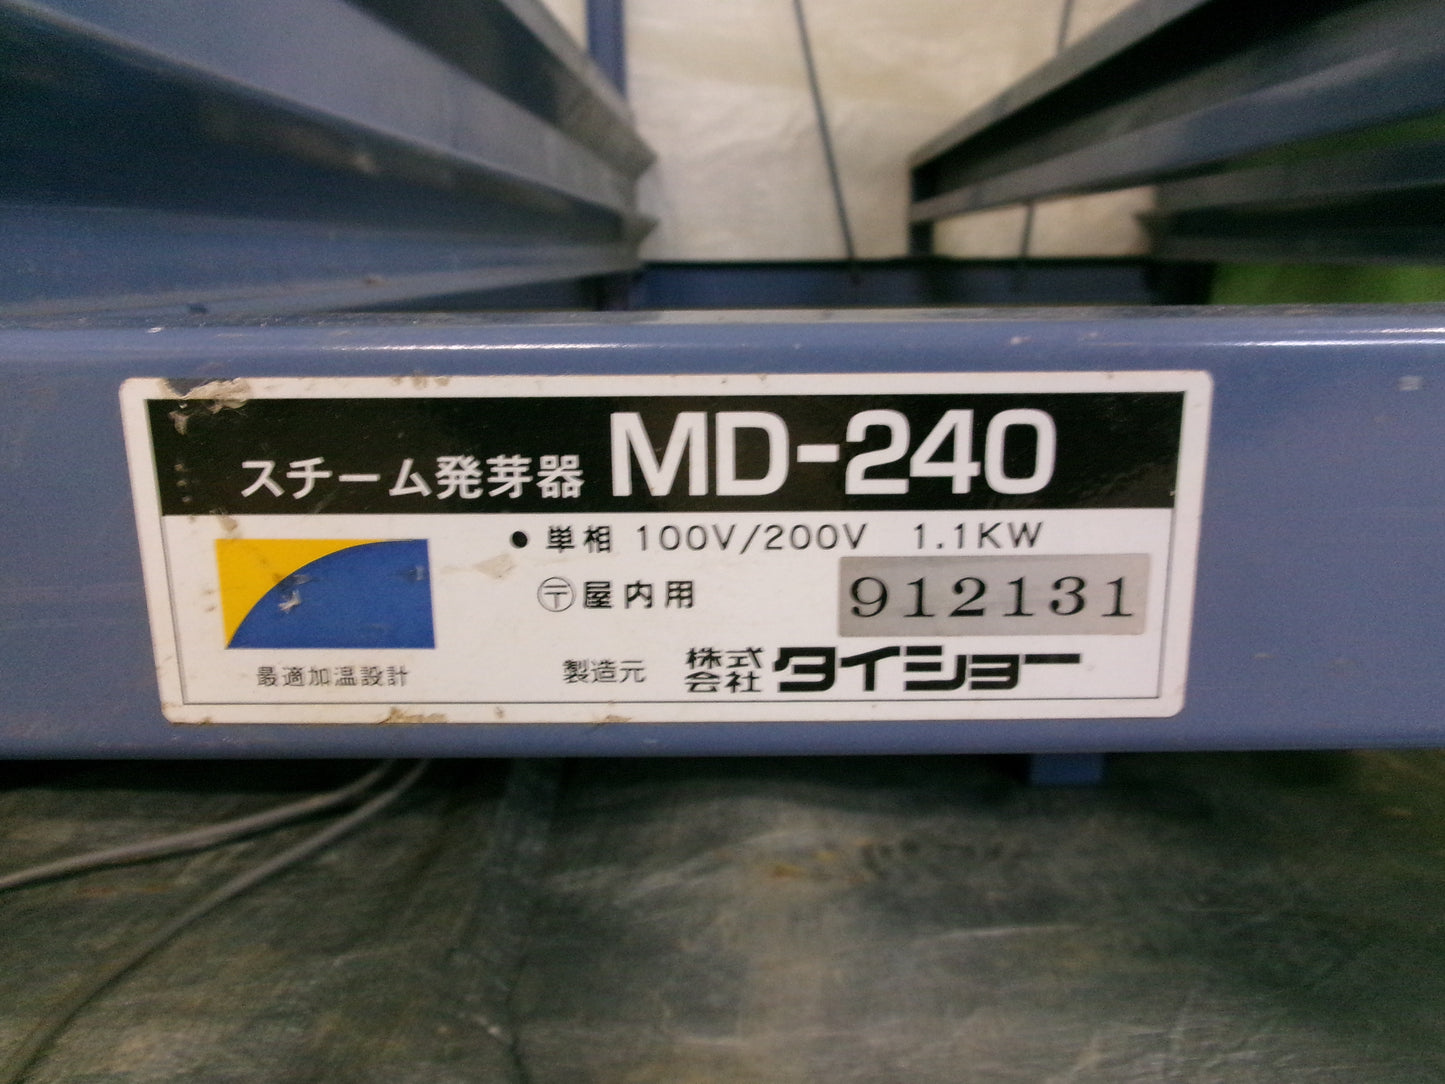 スチーム発芽器 MD-240
● 単相 100V/200V 1.1KW
〶屋内用 912131
最適加温設計
製造元 株式会社 タイショー